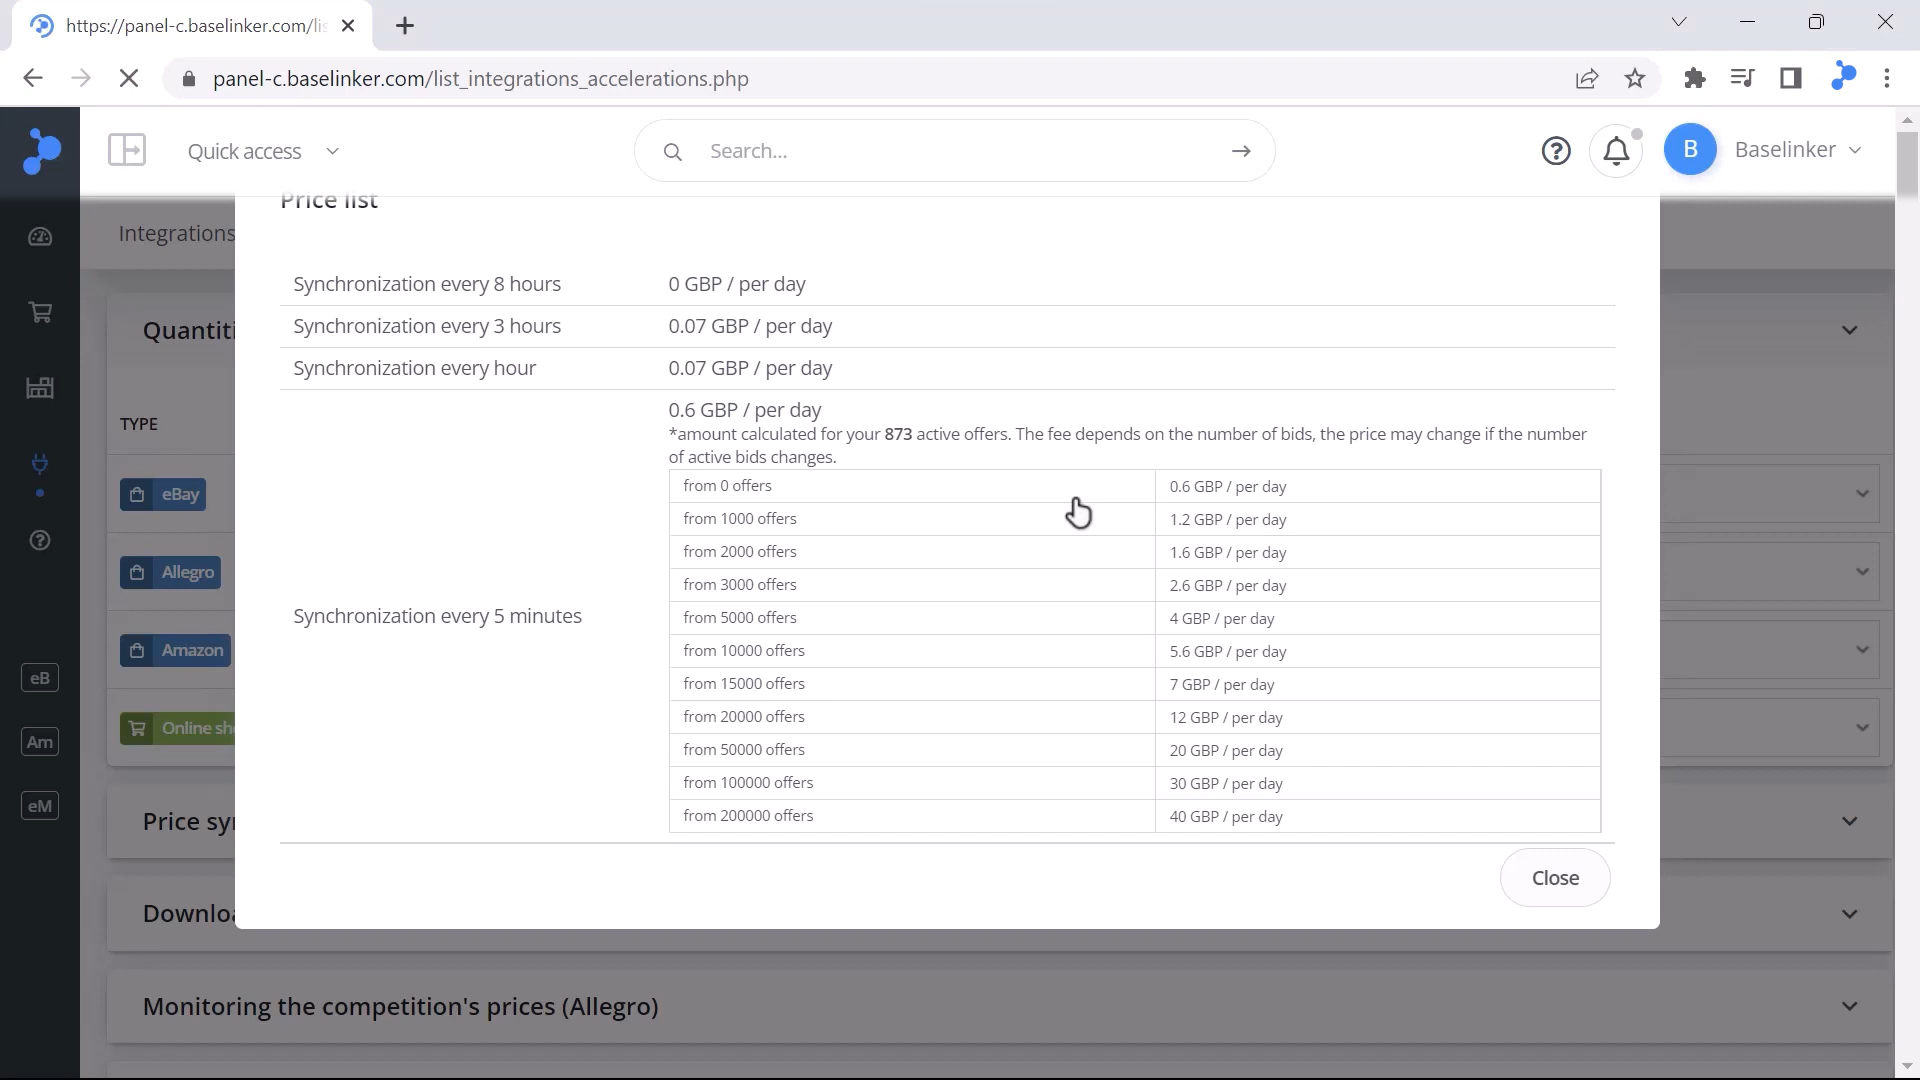 https://panel-c.baselinker.com/lis
panel-c.baselinker.com/list_integrations_accelerations.php
Quick access
Search...
B
Baselinker
Price list
Integrations
Synchronization every 8 hours 0 GBP / per day
Synchronization every 3 hours 0.07 GBP / per day
Quantiti
Synchronization every hour 0.07 GBP / per day
0.6 GBP / per day
TYPE
*amount calculated for your 873 active offers. The fee depends on the number of bids, the price may change if the number
of active bids changes.
from 0 offers 0.6 GBP / per day
eBay
from 1000 offers 1.2 GBP / per day
from 2000 offers 1.6 GBP / per day
Allegro
from 3000 offers 2.6 GBP / per day
Synchronization every 5 minutes
from 5000 offers 4 GBP / per day
Amazon
from 10000 offers 5.6 GBP / per day
eB
from 15000 offers 7 GBP / per day
from 20000 offers 12 GBP / per day
Online sh
Am
from 50000 offers 20 GBP / per day
from 100000 offers 30 GBP / per day
eM
from 200000 offers 40 GBP / per day
Price sy
Close
Downlo
Monitoring the competition's prices (Allegro)